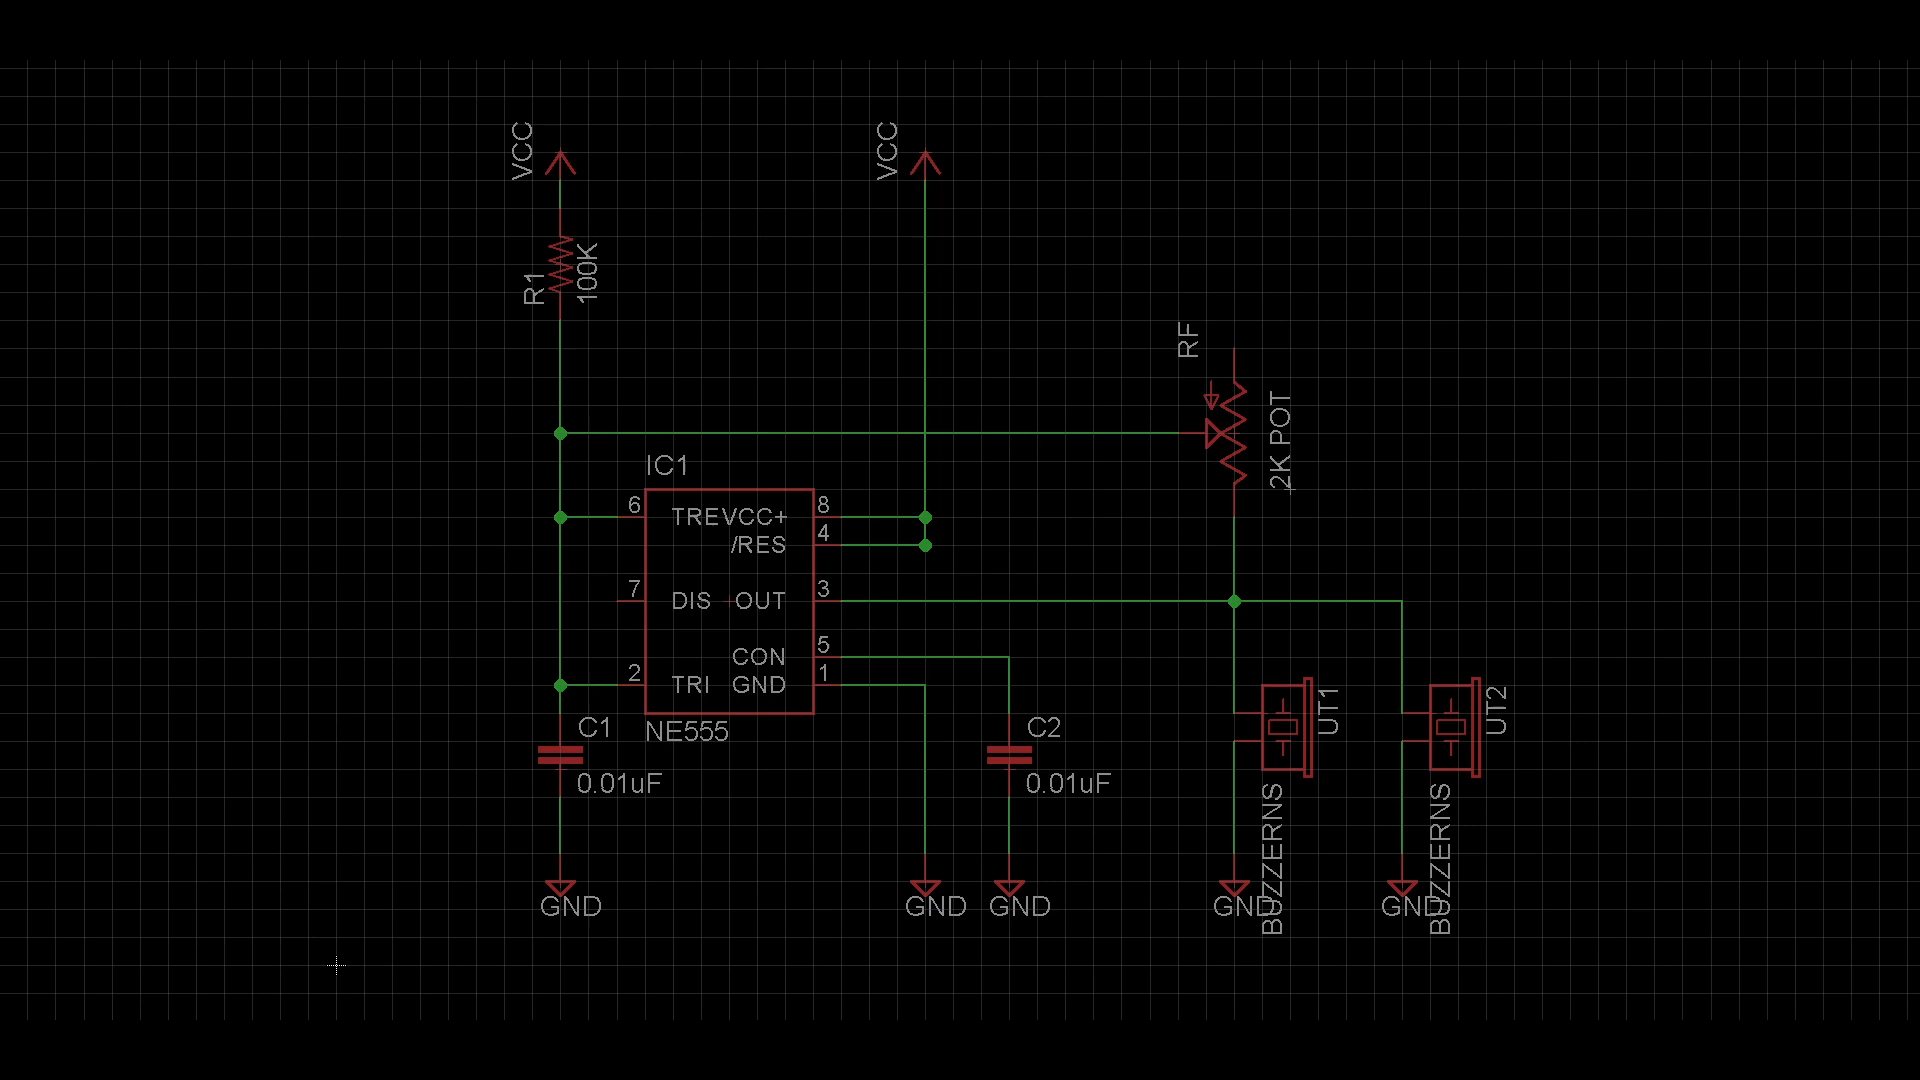 VCC
VCC
R1
100K
RF
2K POT
IC1
6
TREVCC+
8
/RES
4
7
DIS
OUT
3
CON
5
2
TRI
GND
1
NE555
C1
0.01uF
C2
0.01uF
UT1
UT2
BUZZERNS
BUZZERNS
GND
GND
GND
GND
GND